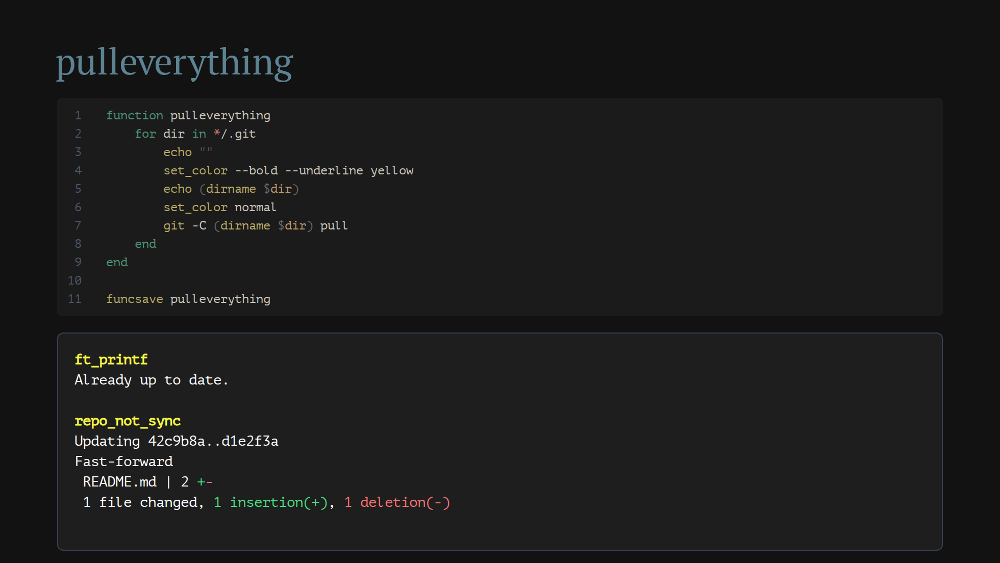 pulleverything
1 function pulleverything
2     for dir in */.git
3         echo ""
4         set_color --bold --underline yellow
5         echo (dirname $dir)
6         set_color normal
7         git -C (dirname $dir) pull
8     end
9 end
10
11 funcsave pulleverything
ft_printf
Already up to date.
repo_not_sync
Updating 42c9b8a..d1e2f3a
Fast-forward
 README.md | 2 +-
 1 file changed, 1 insertion(+), 1 deletion(-)